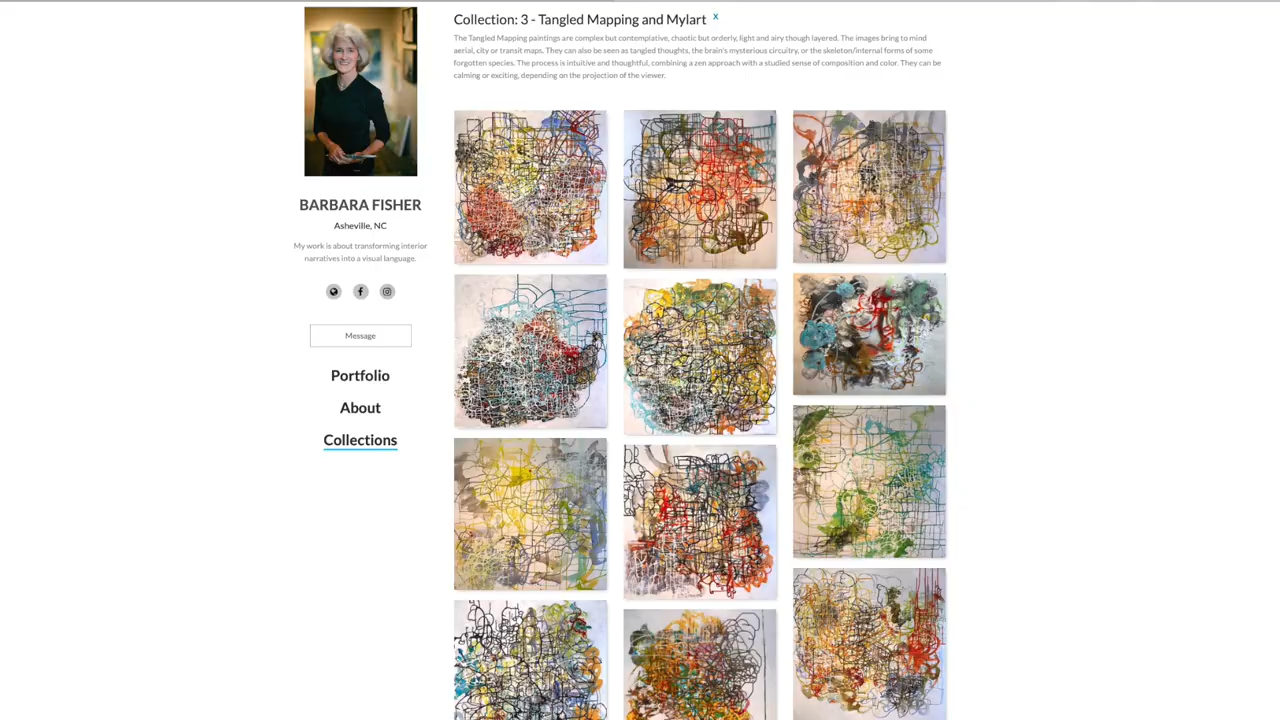 Collection: 3 - Tangled Mapping and Mylart x
The Tangled Mapping paintings are complex but contemplative, chaotic but orderly, light and airy though layered. The images bring to mind
aerial, city or transit maps. They can also be seen as tangled thoughts, the brain's mysterious circuitry, or the skeleton/internal forms of some
forgotten species. The process is intuitive and thoughtful, combining a zen approach with a studied sense of composition and color. They can be
calming or exciting, depending on the projection of the viewer.
BARBARA FISHER
Asheville, NC
My work is about transforming interior
narratives into a visual language.
Message
Portfolio
About
Collections